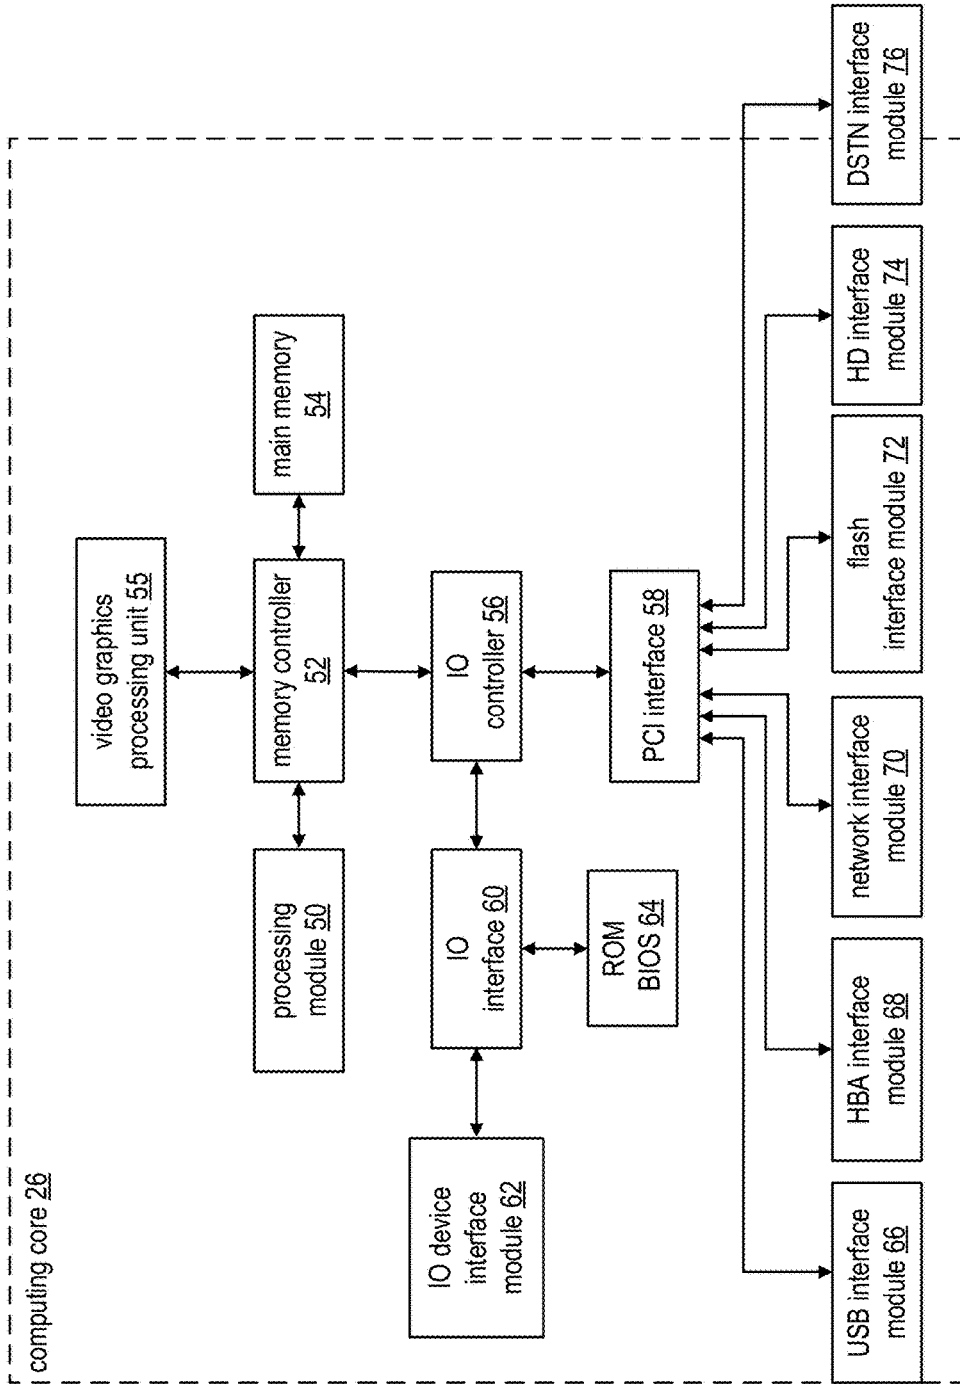 computing core 26
video graphics
processing unit 55
processing
module 50
memory controller
52
main memory
54
IO device
interface
module 62
IO
interface 60
IO
controller 56
ROM
BIOS 64
PCI interface 58
USB interface
module 66
HBA interface
module 68
network interface
module 70
flash
interface module 72
HD interface
module 74
DSTN interface
module 76